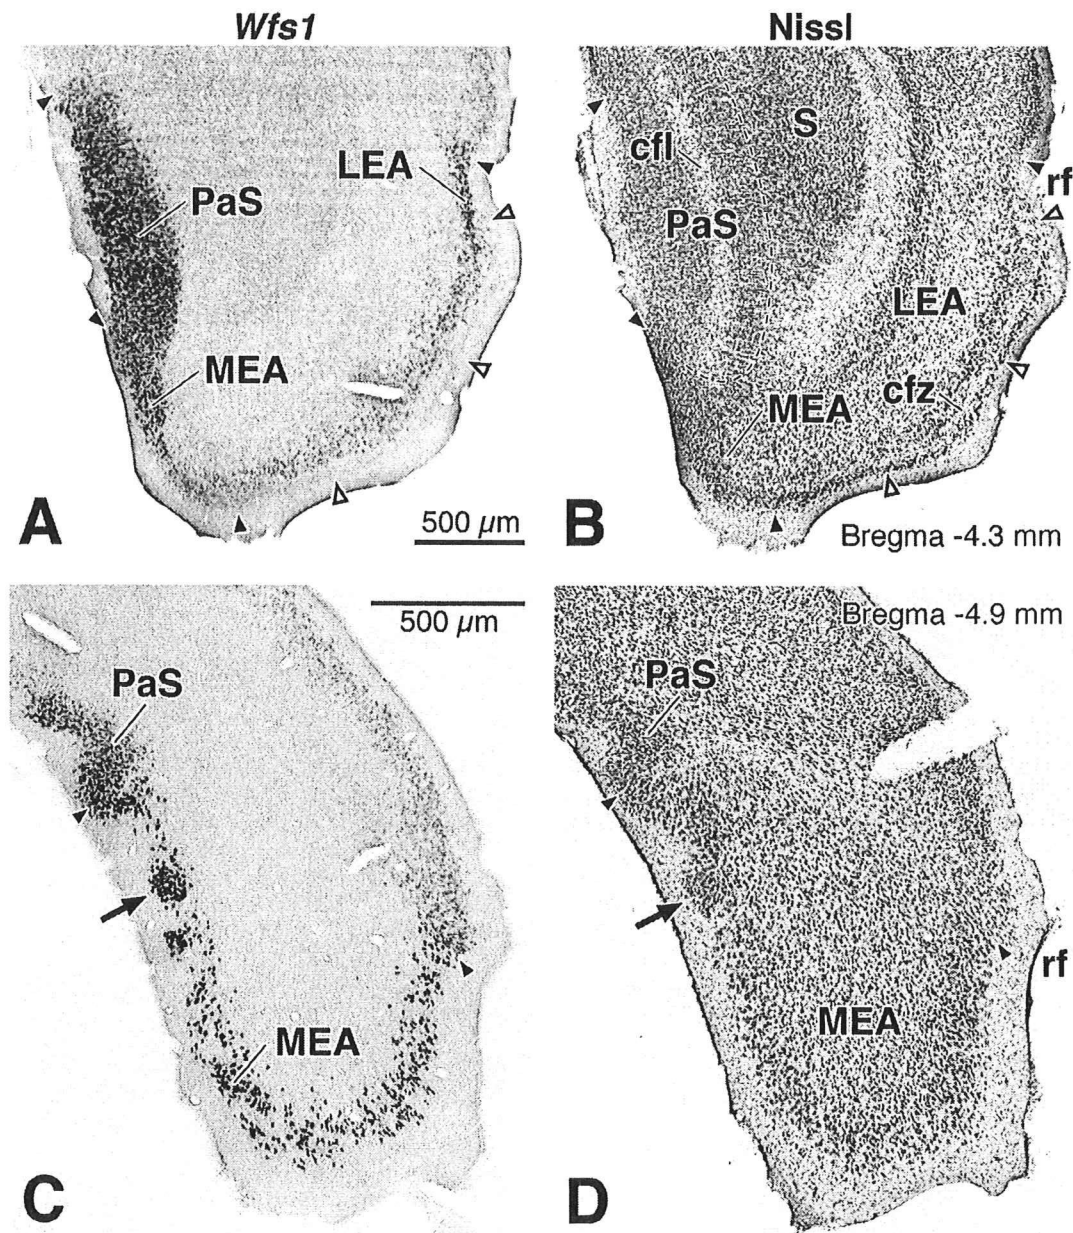 Wfs1
Nissl
LEA
PaS
MEA
A
500 μm
S
cfl
rf
PaS
LEA
cfz
MEA
B
Bregma -4.3 mm
500 μm
PaS
MEA
C
Bregma -4.9 mm
PaS
rf
MEA
D